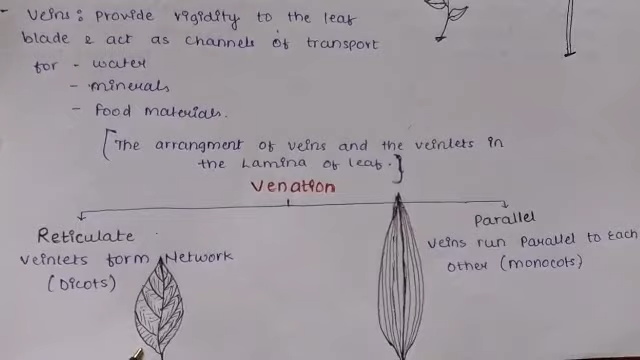 - Veins: Provide rigidity to the leaf
blade & act as channels of transport
for - water
- minerals
- food materials.
[The arrangment of veins and the veinlets in
the Lamina of leaf.}
Venation
Reticulate
veinlets form Network
(Dicots)
Parallel
veins run Parallel to Each
other (monocots)